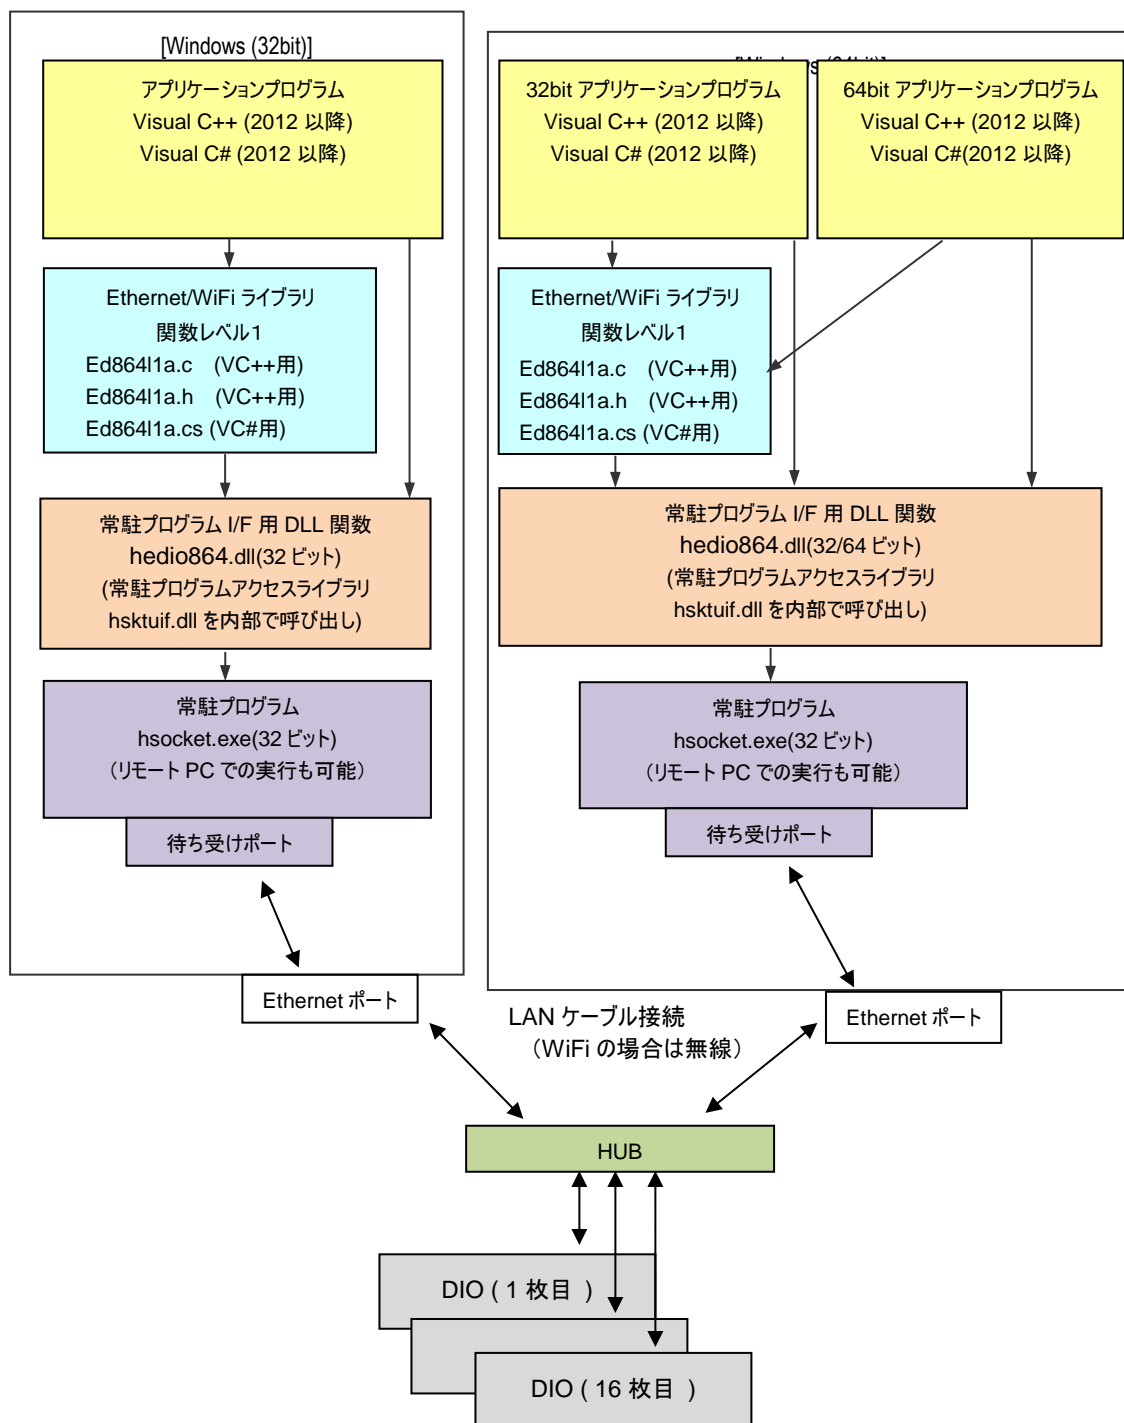 [Windows (32bit)]
アプリケーションプログラム
Visual C++ (2012 以降)
Visual C# (2012 以降)
Ethernet/WiFi ライブラリ
関数レベル1
Ed864l1a.c (VC++用)
Ed864l1a.h (VC++用)
Ed864l1a.cs (VC#用)
常駐プログラム I/F 用 DLL 関数
hedio864.dll(32 ビット)
(常駐プログラムアクセスライブラリ
hsktuif.dll を内部で呼び出し)
常駐プログラム
hsocket.exe(32 ビット)
（リモート PC での実行も可能）
待ち受けポート
Ethernet ポート
32bit アプリケーションプログラム
Visual C++ (2012 以降)
Visual C# (2012 以降)
64bit アプリケーションプログラム
Visual C++ (2012 以降)
Visual C#(2012 以降)
Ethernet/WiFi ライブラリ
関数レベル1
Ed864l1a.c (VC++用)
Ed864l1a.h (VC++用)
Ed864l1a.cs (VC#用)
常駐プログラム I/F 用 DLL 関数
hedio864.dll(32/64 ビット)
(常駐プログラムアクセスライブラリ
hsktuif.dll を内部で呼び出し)
常駐プログラム
hsocket.exe(32 ビット)
（リモート PC での実行も可能）
待ち受けポート
Ethernet ポート
LAN ケーブル接続
（WiFi の場合は無線）
HUB
DIO ( 1 枚目 )
DIO ( 16 枚目 )